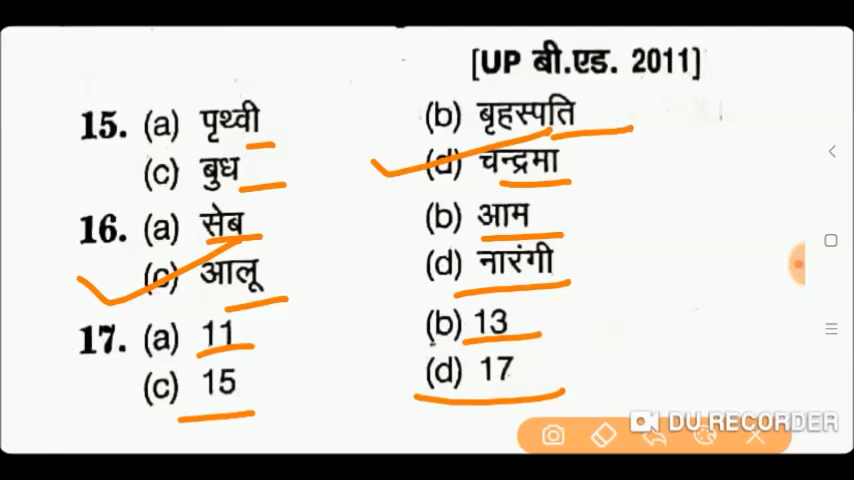 [UP बी.एड. 2011]
15. (a) पृथ्वी (b) बृहस्पति
(c) बुध (d) चन्द्रमा
16. (a) सेब (b) आम
(c) आलू (d) नारंगी
17. (a) 11 (b) 13
(c) 15 (d) 17
DU RECORDER